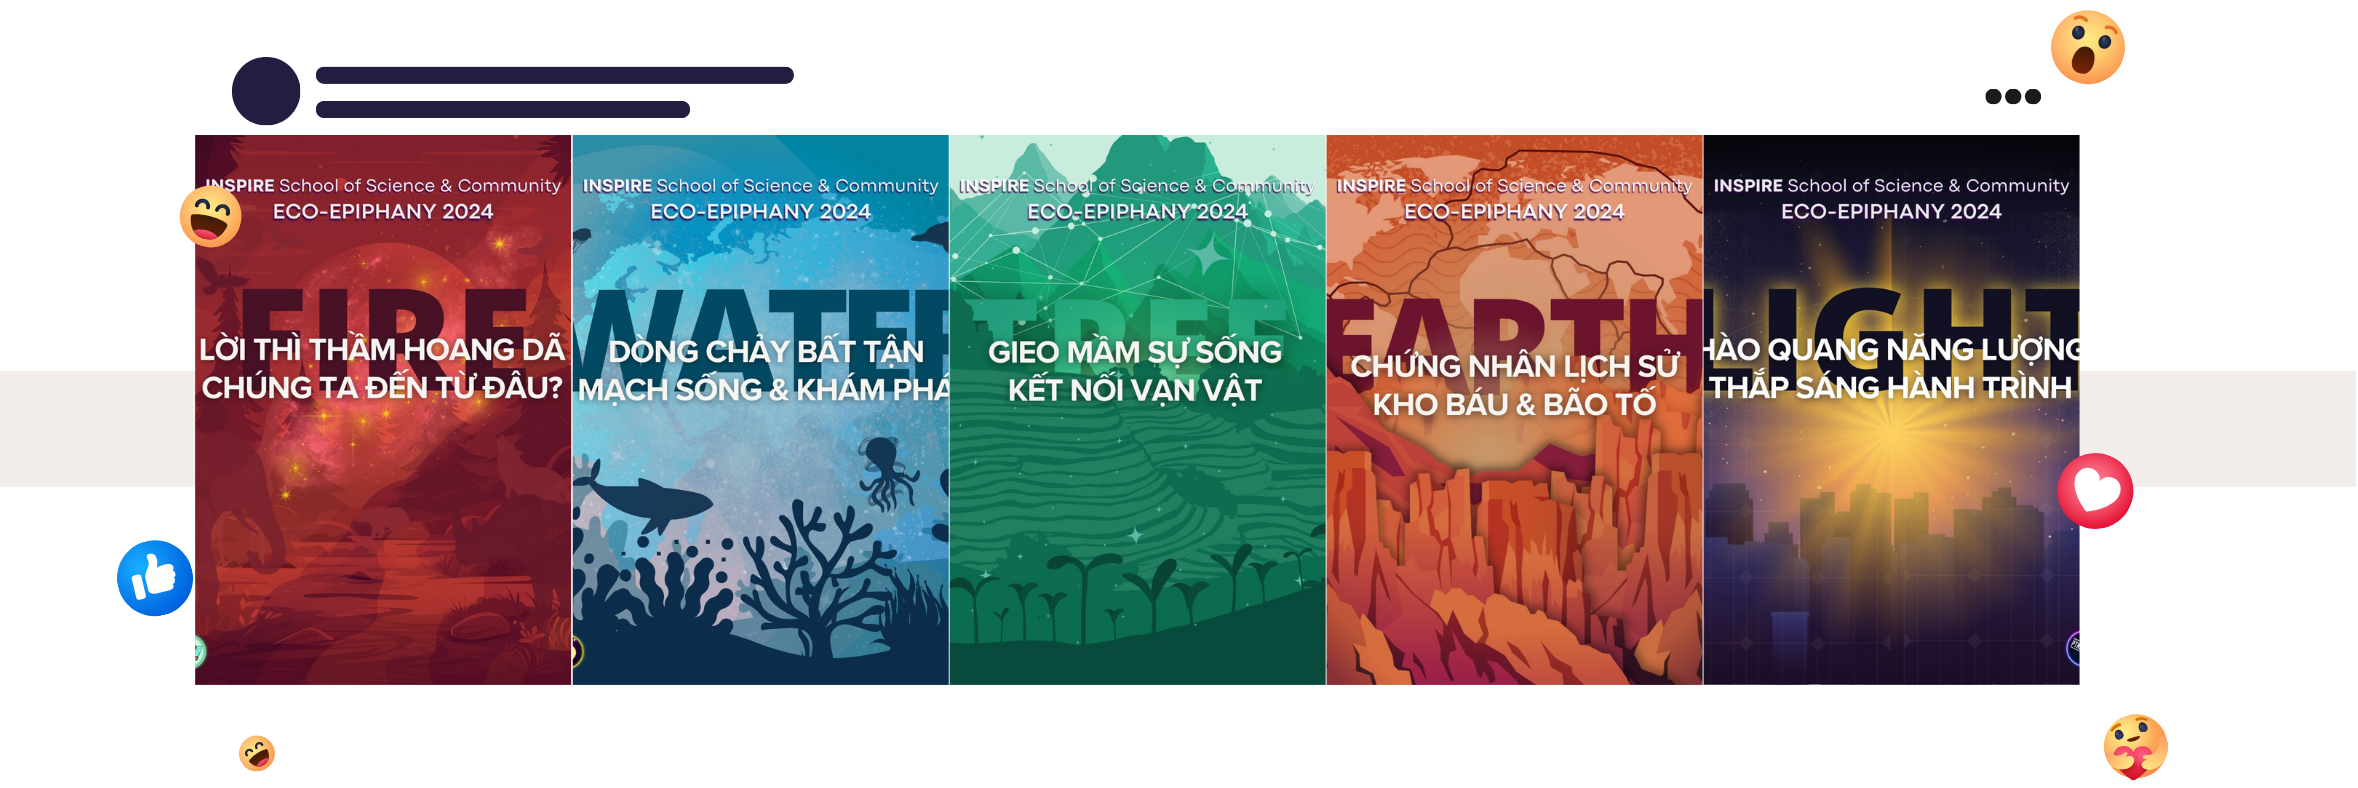 INSPIRE School of Science & Community
ECO-EPIPHANY 2024
FIRE
LỜI THÌ THẦM HOANG DÃ
CHÚNG TA ĐẾN TỪ ĐÂU?
INSPIRE School of Science & Community
ECO-EPIPHANY 2024
WATER
DÒNG CHẢY BẤT TẬN
MẠCH SỐNG & KHÁM PHÁ
INSPIRE School of Science & Community
ECO-EPIPHANY 2024
TREE
GIEO MẦM SỰ SỐNG
KẾT NỐI VẠN VẬT
INSPIRE School of Science & Community
ECO-EPIPHANY 2024
EARTH
CHỨNG NHÂN LỊCH SỬ
KHO BÁU & BÃO TỐ
INSPIRE School of Science & Community
ECO-EPIPHANY 2024
LIGHT
HÀO QUANG NĂNG LƯỢNG
THẮP SÁNG HÀNH TRÌNH